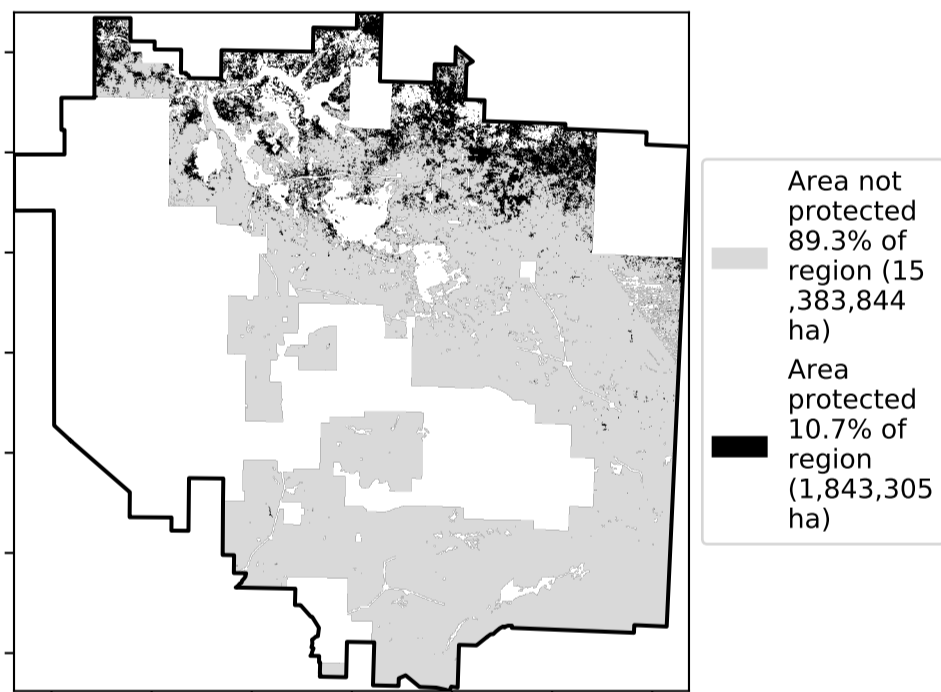 Area not
protected
89.3% of
region (15
,383,844
ha)
Area
protected
10.7% of
region
(1,843,305
ha)